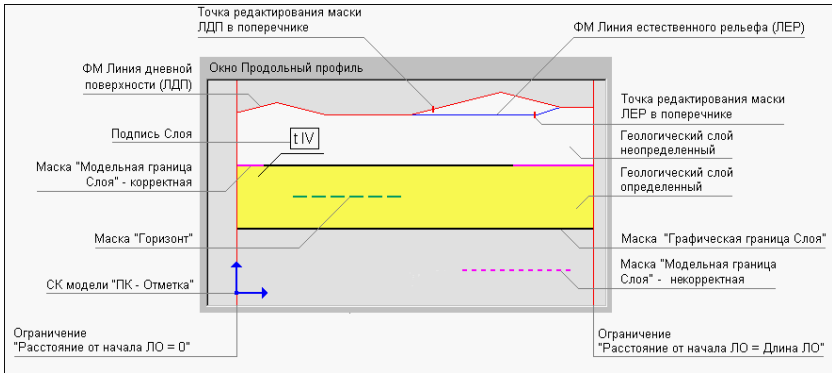 Точка редактирования маски
ЛДП в поперечнике
ФМ Линия естественного рельефа (ЛЕР)
ФМ Линия дневной
поверхности (ЛДП)
Окно Продольный профиль
Точка редактирования маски
ЛЕР в поперечнике
Подпись Слоя
t IV
Геологический слой
неопределенный
Маска "Модельная граница
Слоя" - корректная
Геологический слой
определенный
Маска "Горизонт"
Маска "Графическая граница Слоя"
СК модели "ПК - Отметка"
Маска "Модельная граница
Слоя" - некорректная
Ограничение
"Расстояние от начала ЛО = 0"
Ограничение
"Расстояние от начала ЛО = Длина ЛО"